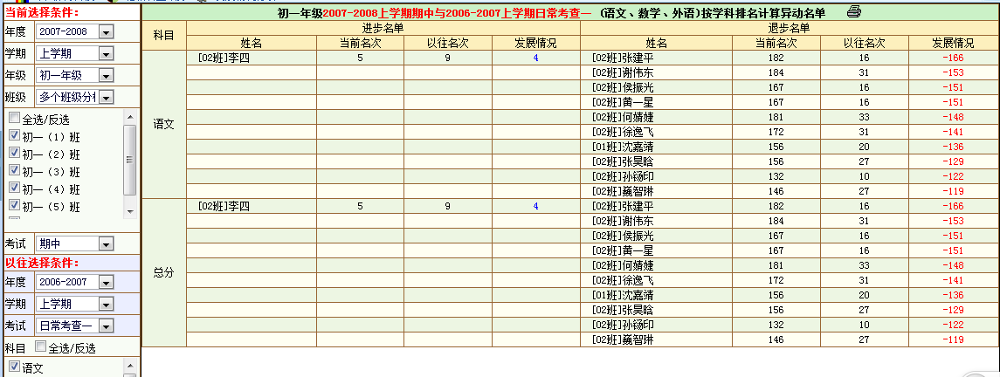 当前选择条件：
年度 2007-2008
学期 上学期
年级 初一年级
班级 多个班级分析
全选/反选
初一（1）班
初一（2）班
初一（3）班
初一（4）班
初一（5）班
考试 期中
以往选择条件：
年度 2006-2007
学期 上学期
考试 日常考查一
科目 全选/反选
语文
初一年级2007-2008上学期期中与2006-2007上学期日常考查一 (语文、数学、外语)按学科排名计算异动名单
科目 进步名单 退步名单
姓名 当前名次 以往名次 发展情况 姓名 当前名次 以往名次 发展情况
语文
[02班]李四 5 9 4 [02班]张建平 182 16 -166
[02班]谢伟东 184 31 -153
[02班]侯振光 167 16 -151
[02班]黄一星 167 16 -151
[02班]何婧婕 181 33 -148
[02班]徐逸飞 172 31 -141
[01班]沈嘉靖 156 20 -136
[02班]张昊晗 156 27 -129
[02班]孙钖印 132 10 -122
[02班]巍智琳 146 27 -119
总分
[02班]李四 5 9 4 [02班]张建平 182 16 -166
[02班]谢伟东 184 31 -153
[02班]侯振光 167 16 -151
[02班]黄一星 167 16 -151
[02班]何婧婕 181 33 -148
[02班]徐逸飞 172 31 -141
[01班]沈嘉靖 156 20 -136
[02班]张昊晗 156 27 -129
[02班]孙钖印 132 10 -122
[02班]巍智琳 146 27 -119